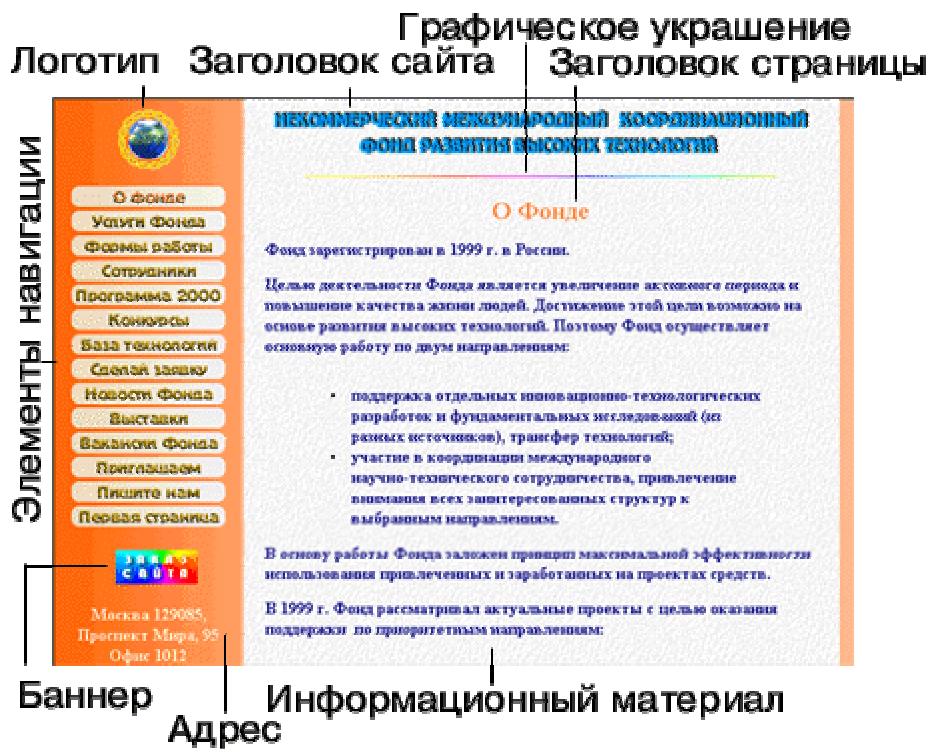 Графическое украшение
Логотип Заголовок сайта Заголовок страницы
Элементы навигации
НЕКОММЕРЧЕСКИЙ МЕЖДУНАРОДНЫЙ КООРДИНАЦИОННЫЙ
ФОНД РАЗВИТИЯ ВЫСОКИХ ТЕХНОЛОГИЙ
О фонде
Услуги Фонда
Формы работы
Сотрудники
Программа 2000
Конкурсы
База технологий
Сделай заявку
Новости Фонда
Выставки
Вакансии Фонда
Приглашаем
Пишите нам
Первая страница
ЗАКАЗ
САЙТА
Москва 129085,
Проспект Мира, 95
Офис 1012
О Фонде
Фонд зарегистрирован в 1999 г. в России.
Целью деятельности Фонда является увеличение активного периода и
повышение качества жизни людей. Достижение этой цели возможно на
основе развития высоких технологий. Поэтому Фонд осуществляет
основную работу по двум направлениям:
• поддержка отдельных инновационно-технологических
разработок и фундаментальных исследований (из
разных источников), трансфер технологий;
• участие в координации международного
научно-технического сотрудничества, привлечение
внимания всех заинтересованных структур к
выбранным направлениям.
В основу работы Фонда заложен принцип максимальной эффективности
использования привлеченных и заработанных на проектах средств.
В 1999 г. Фонд рассматривал актуальные проекты с целью оказания
поддержки по приоритетным направлениям:
Баннер
Адрес
Информационный материал